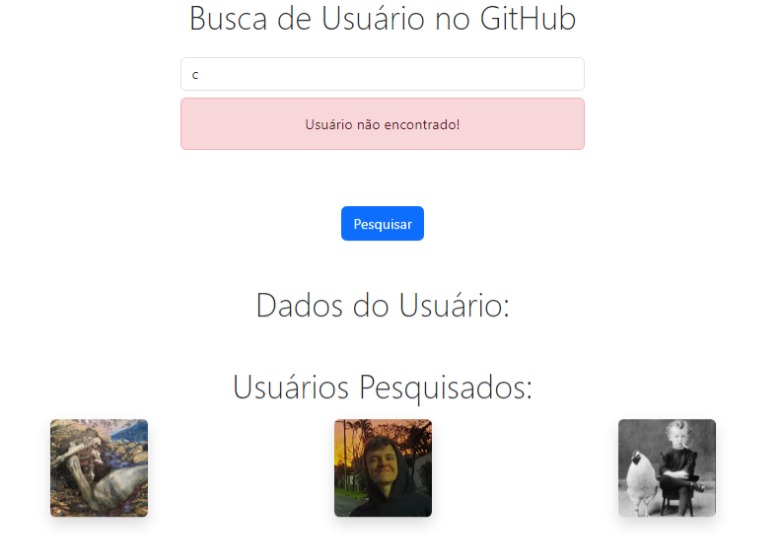 Busca de Usuário no GitHub
c
Usuário não encontrado!
Pesquisar
Dados do Usuário:
Usuários Pesquisados: